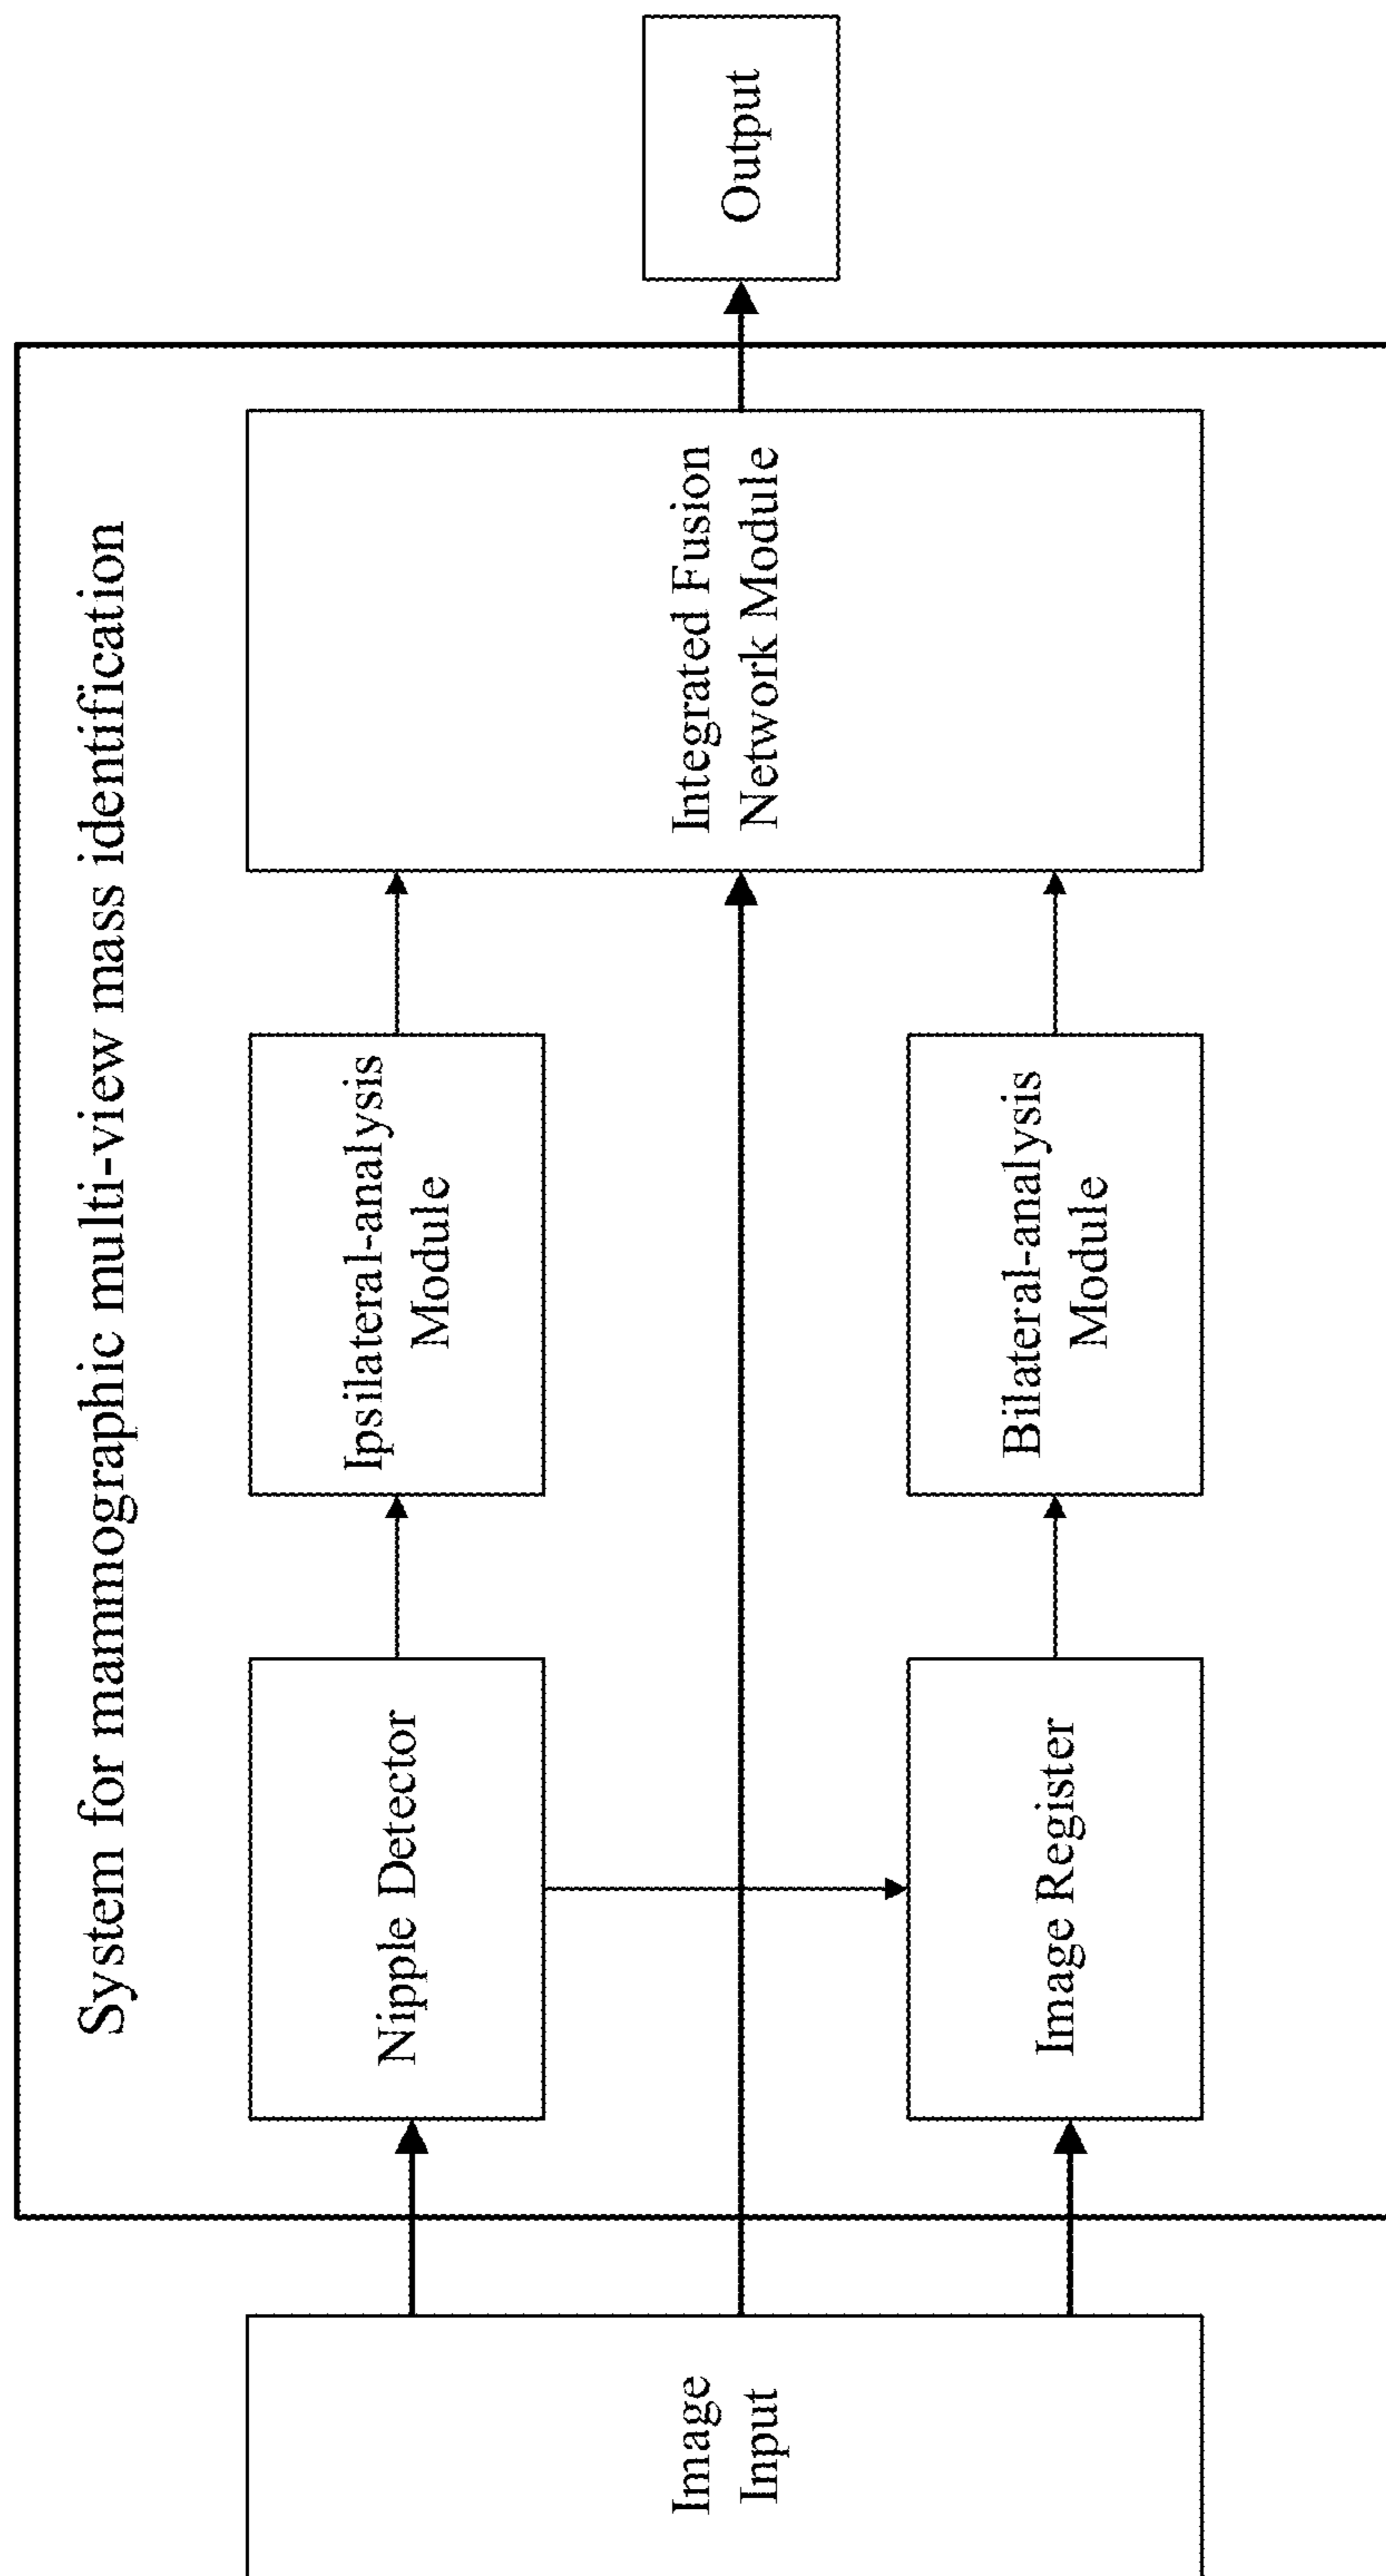 System for mammographic multi-view mass identification
Image
Input
Nipple Detector
Ipsilateral-analysis
Module
Image Register
Bilateral-analysis
Module
Integrated Fusion
Network Module
Output